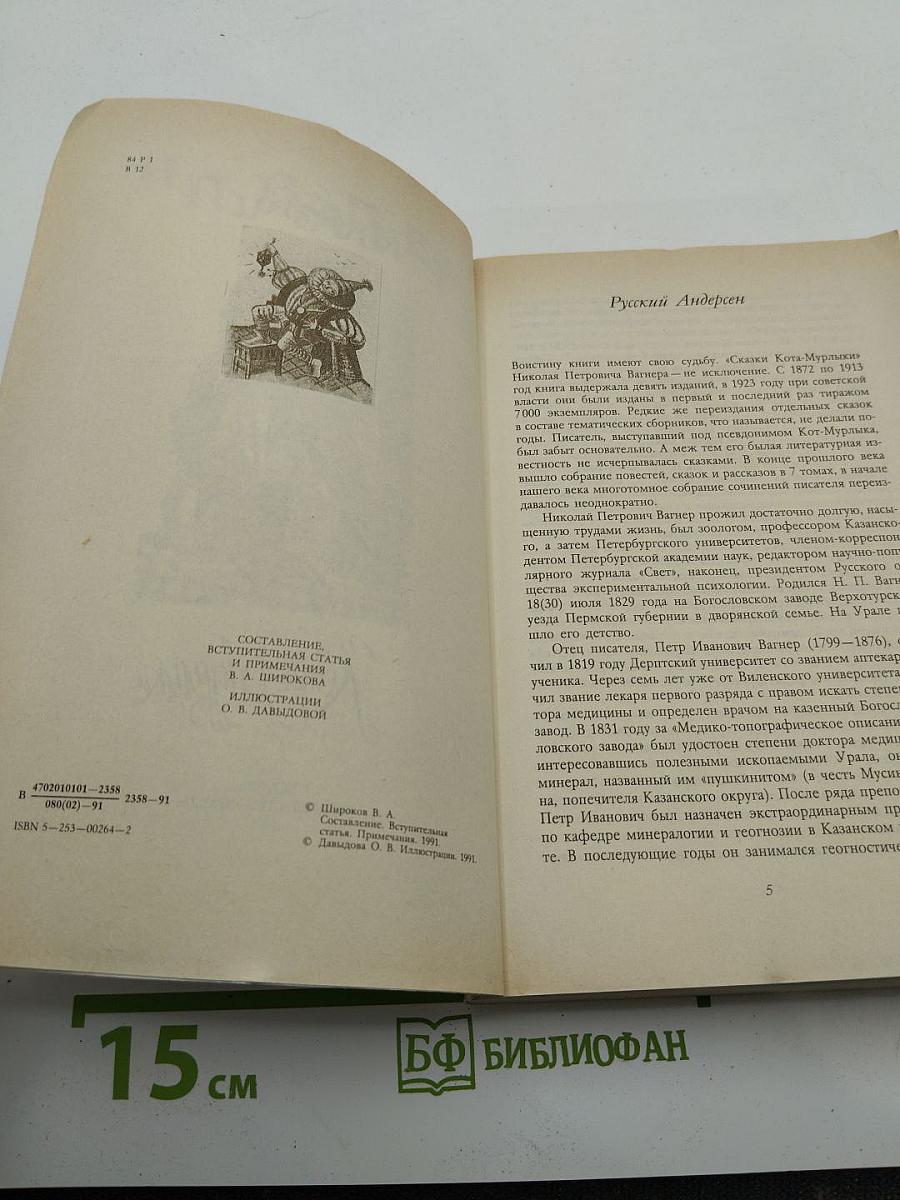 84 Р 1
В 12
СОСТАВЛЕНИЕ,
ВСТУПИТЕЛЬНАЯ СТАТЬЯ
И ПРИМЕЧАНИЯ
В. А. ШИРОКОВА
ИЛЛЮСТРАЦИИ
О. В. ДАВЫДОВОЙ
В 4702010101—2358
080(02)—91 2358—91
ISBN 5—253—00264—2
© Широков В. А.
Составление. Вступительная
статья. Примечания. 1991.
© Давыдова О. В. Иллюстрации. 1991.
Русский Андерсен
Воистину книги имеют свою судьбу. «Сказки Кота-Мурлыки»
Николая Петровича Вагнера — не исключение. С 1872 по 1913
год книга выдержала девять изданий, в 1923 году при советской
власти они были изданы в первый и последний раз тиражом
7 000 экземпляров. Редкие же переиздания отдельных сказок
в составе тематических сборников, что называется, не делали по-
годы. Писатель, выступавший под псевдонимом Кот-Мурлыка,
был забыт основательно. А меж тем его былая литературная из-
вестность не исчерпывалась сказками. В конце прошлого века
вышло собрание повестей, сказок и рассказов в 7 томах, в начале
нашего века многотомное собрание сочинений писателя переиз-
давалось неоднократно.
Николай Петрович Вагнер прожил достаточно долгую, насы-
щенную трудами жизнь, был зоологом, профессором Казанско-
го, а затем Петербургского университетов, членом-корреспон
дентом Петербургской академии наук, редактором научно-попу
лярного журнала «Свет», наконец, президентом Русского о
щества экспериментальной психологии. Родился Н. П. Вагн
18(30) июля 1829 года на Богословском заводе Верхотурск
уезда Пермской губернии в дворянской семье. На Урале п
шло его детство.
Отец писателя, Петр Иванович Вагнер (1799—1876),
чил в 1819 году Дерптский университет со званием аптекар
ученика. Через семь лет уже от Виленского университета
чил звание лекаря первого разряда с правом искать степе
тора медицины и определен врачом на казенный Богосл
завод. В 1831 году за «Медико-топографическое описани
ловского завода» был удостоен степени доктора медиц
интересовавшись полезными ископаемыми Урала, он
минерал, названный им “пушкинитом” (в честь Мусин
на, попечителя Казанского округа). После ряда препо
Петр Иванович был назначен экстраординарным пр
по кафедре минералогии и геогнозии в Казанском
те. В последующие годы он занимался геогностиче
5
15 см
БФ БИБЛИОФАН